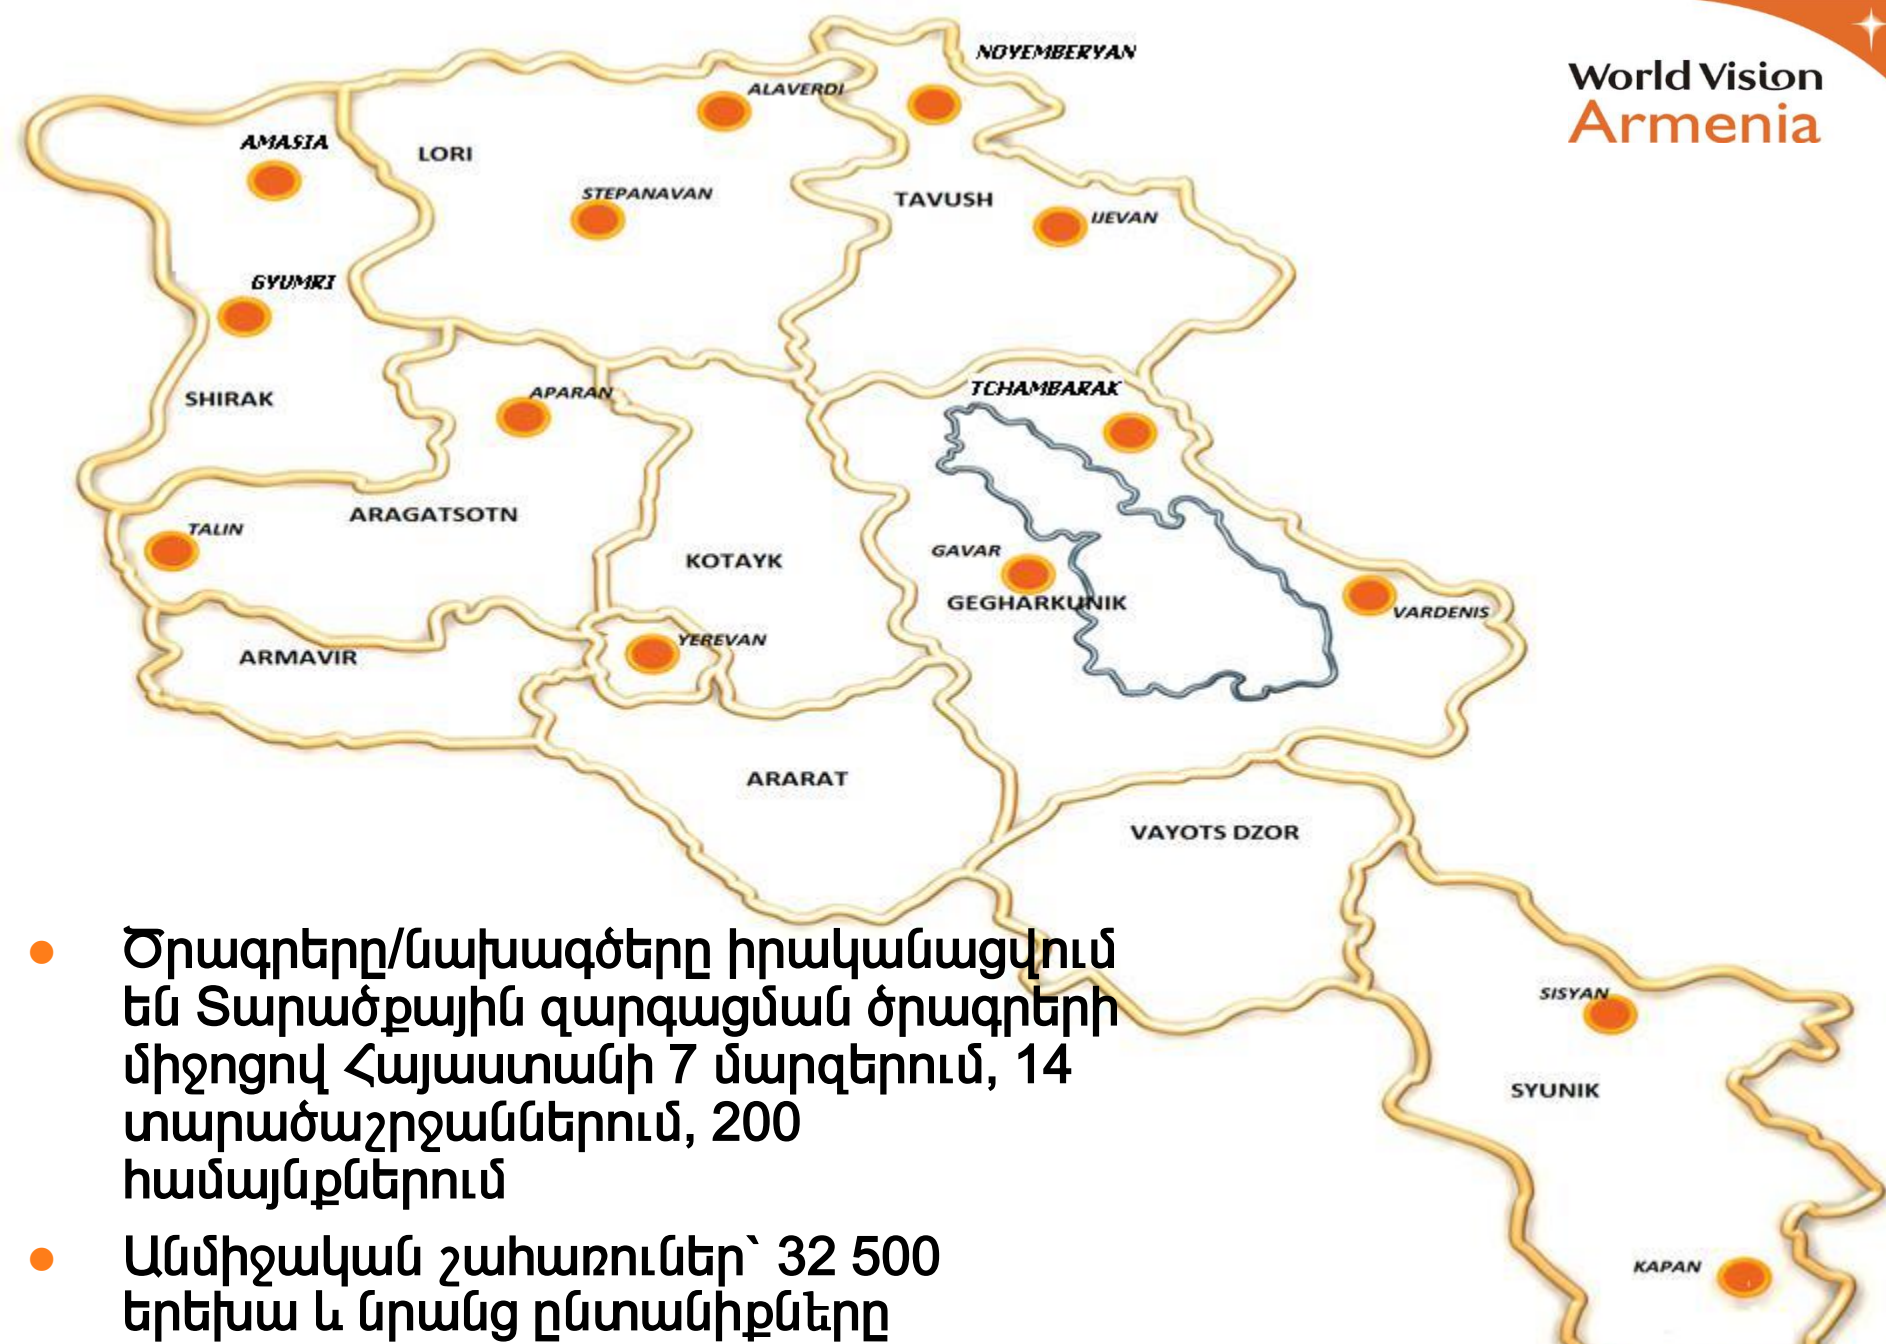 NOYEMBERYAN
World Vision
Armenia
ALAVERDI
AMASIA
LORI
STEPANAVAN
TAVUSH
IJEVAN
GYUMRI
TCHAMBARAK
SHIRAK
APARAN
ARAGATSOTN
TALIN
GAVAR
KOTAYK
GEGHARKUNIK
VARDENIS
YEREVAN
ARMAVIR
ARARAT
VAYOTS DZOR
• Ծրագրերը/նախագծերը իրականացվում
են Տարածքային զարգացման ծրագրերի
միջոցով Հայաստանի 7 մարզերում, 14
տարածաշրջաններում, 200
համայնքներում
SISYAN
SYUNIK
• Անմիջական շահառուներ՝ 32 500
երեխա և նրանց ընտանիքները
KAPAN